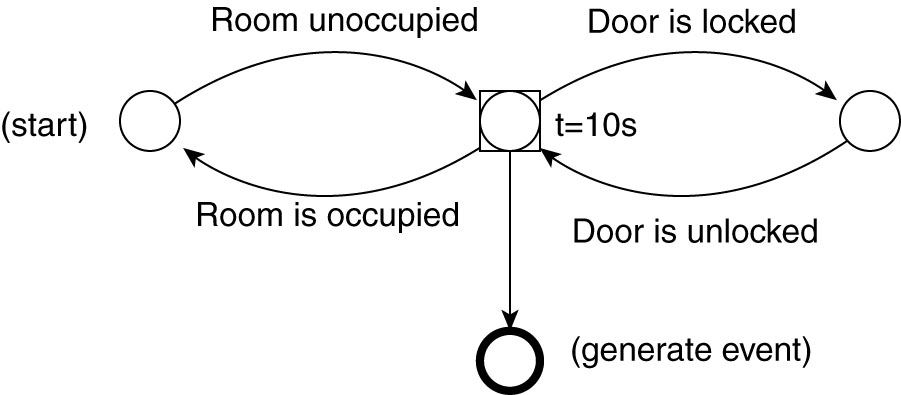 Room unoccupied
Door is locked
(start)
t=10s
Room is occupied
Door is unlocked
(generate event)